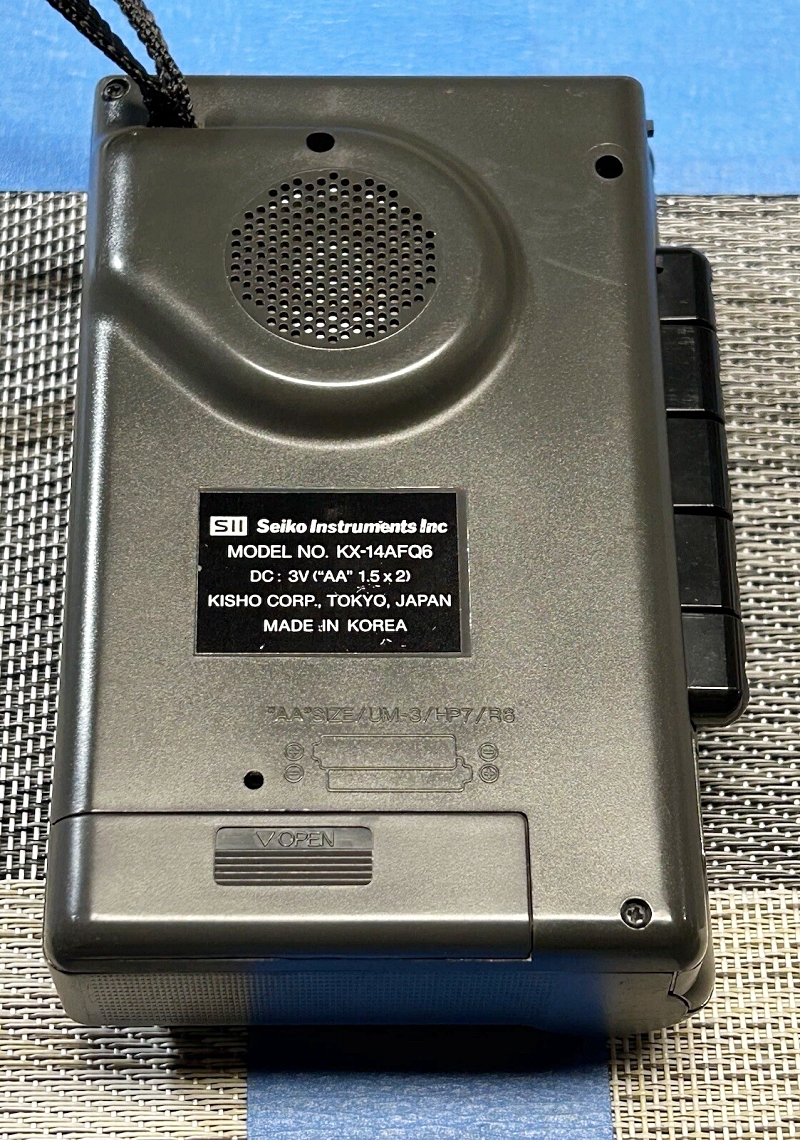 SII Seiko Instruments Inc
MODEL NO. KX-14AFQ6
DC: 3V ("AA" 1.5 x 2)
KISHO CORP., TOKYO, JAPAN
MADE IN KOREA
"AA"SIZE/UM-3/HP7/R6
⊕ ⊖
⊖ ⊕
▽OPEN